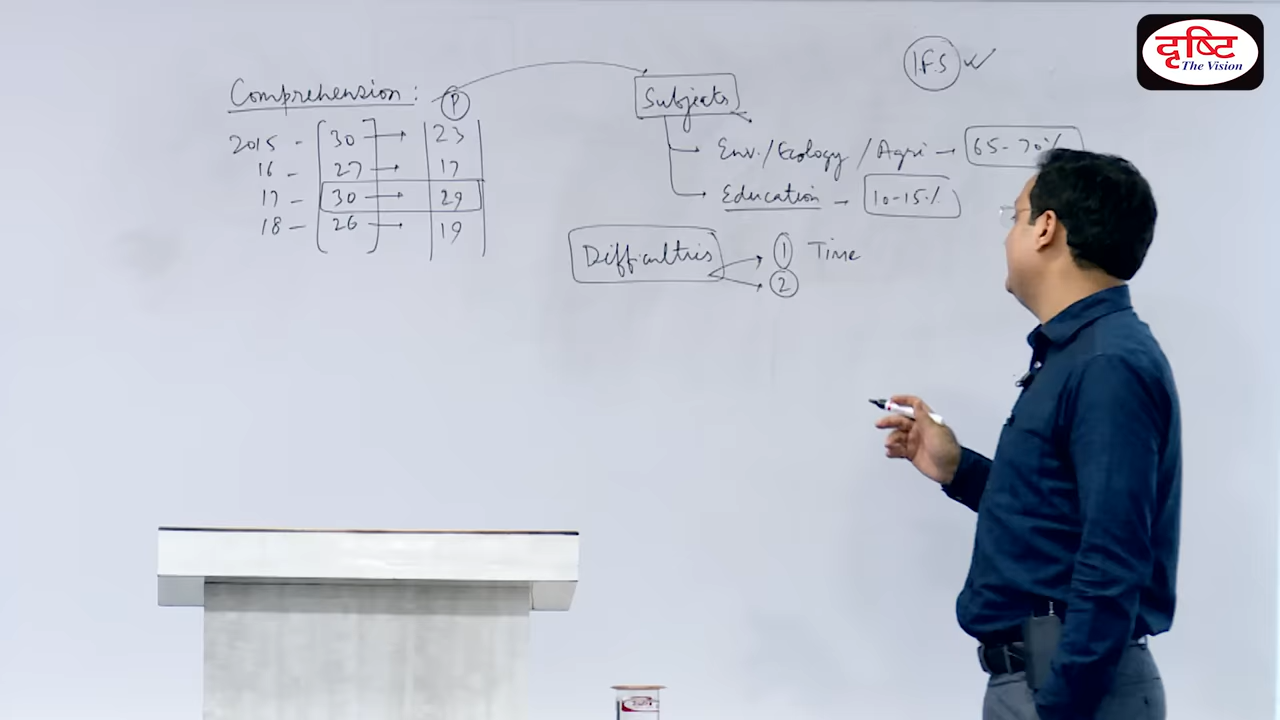 दृष्टि
The Vision
IFS
Comprehension :
P
2015 - 30 → 23
16 - 27 → 17
17 - 30 → 29
18 - 26 → 19
Subjects
Env. / Ecology / Agri → 65-70%
Education → 10-15%
Difficulties
1 Time
2